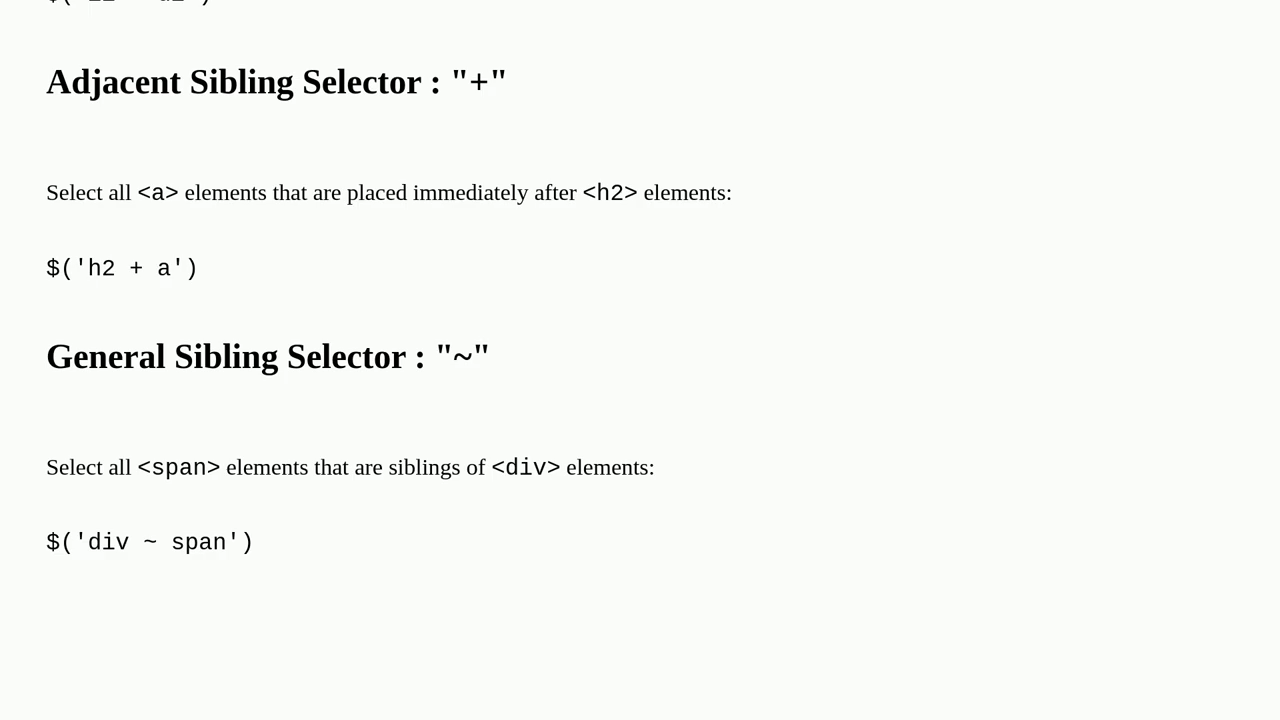 Adjacent Sibling Selector : "+"
Select all <a> elements that are placed immediately after <h2> elements:
$('h2 + a')
General Sibling Selector : "~"
Select all <span> elements that are siblings of <div> elements:
$('div ~ span')